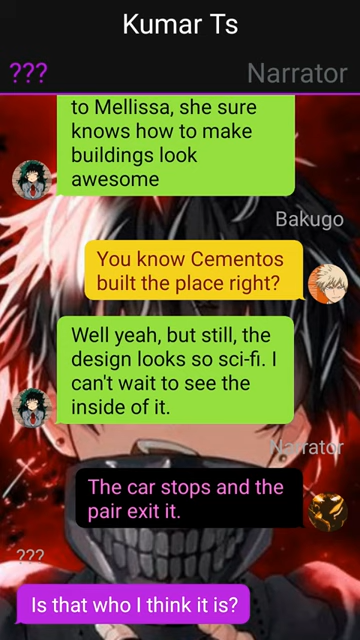 Kumar Ts
???
Narrator
to Mellissa, she sure
knows how to make
buildings look
awesome
Bakugo
You know Cementos
built the place right?
Well yeah, but still, the
design looks so sci-fi. I
can't wait to see the
inside of it.
Narrator
The car stops and the
pair exit it.
???
Is that who I think it is?